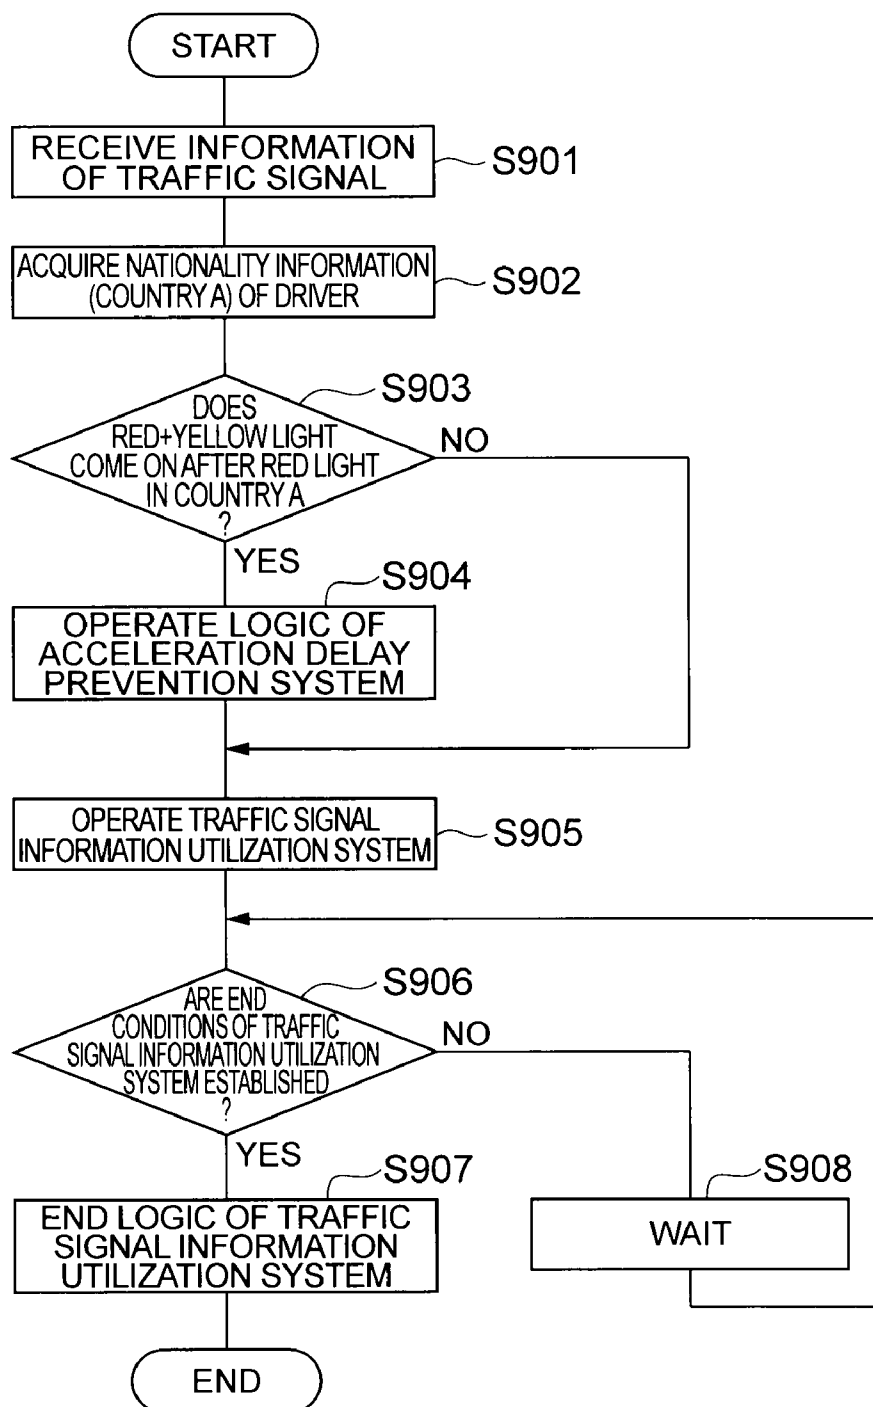 START
RECEIVE INFORMATION
OF TRAFFIC SIGNAL
S901
ACQUIRE NATIONALITY INFORMATION
(COUNTRY A) OF DRIVER
S902
S903
DOES
RED+YELLOW LIGHT
COME ON AFTER RED LIGHT
IN COUNTRY A
?
NO
YES
S904
OPERATE LOGIC OF
ACCELERATION DELAY
PREVENTION SYSTEM
OPERATE TRAFFIC SIGNAL
INFORMATION UTILIZATION SYSTEM
S905
S906
ARE END
CONDITIONS OF TRAFFIC
SIGNAL INFORMATION UTILIZATION
SYSTEM ESTABLISHED
?
NO
YES
S907
END LOGIC OF TRAFFIC
SIGNAL INFORMATION
UTILIZATION SYSTEM
S908
WAIT
END